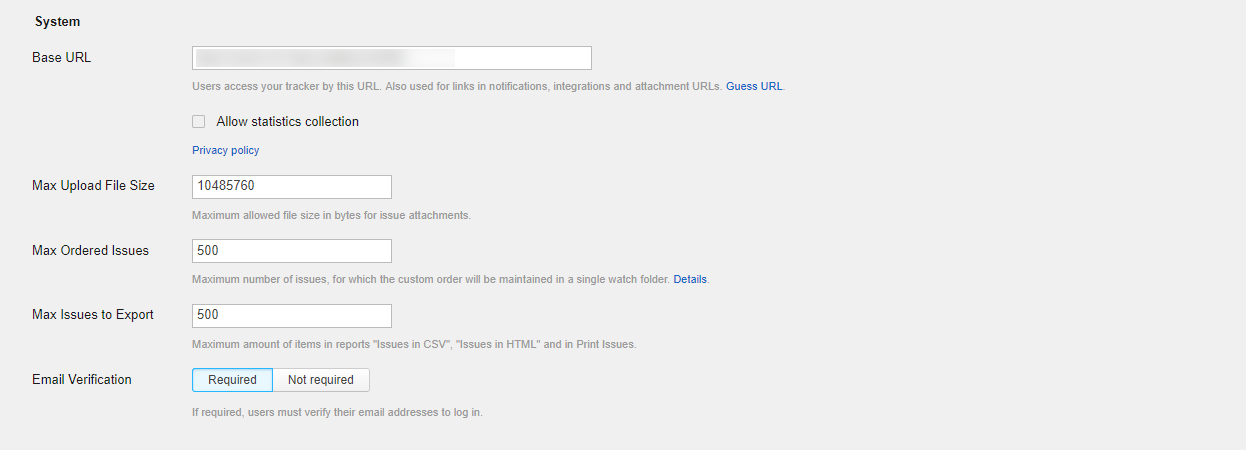 System
Base URL
Users access your tracker by this URL. Also used for links in notifications, integrations and attachment URLs. Guess URL.
Allow statistics collection
Privacy policy
Max Upload File Size 10485760
Maximum allowed file size in bytes for issue attachments.
Max Ordered Issues 500
Maximum number of issues, for which the custom order will be maintained in a single watch folder. Details.
Max Issues to Export 500
Maximum amount of items in reports "Issues in CSV", "Issues in HTML" and in Print Issues.
Email Verification Required Not required
If required, users must verify their email addresses to log in.